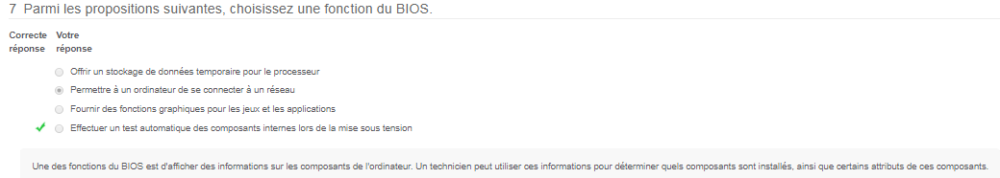 7 Parmi les propositions suivantes, choisissez une fonction du BIOS.
Correcte Votre
réponse réponse
Offrir un stockage de données temporaire pour le processeur
Permettre à un ordinateur de se connecter à un réseau
Fournir des fonctions graphiques pour les jeux et les applications
Effectuer un test automatique des composants internes lors de la mise sous tension
Une des fonctions du BIOS est d'afficher des informations sur les composants de l'ordinateur. Un technicien peut utiliser ces informations pour déterminer quels composants sont installés, ainsi que certains attributs de ces composants.